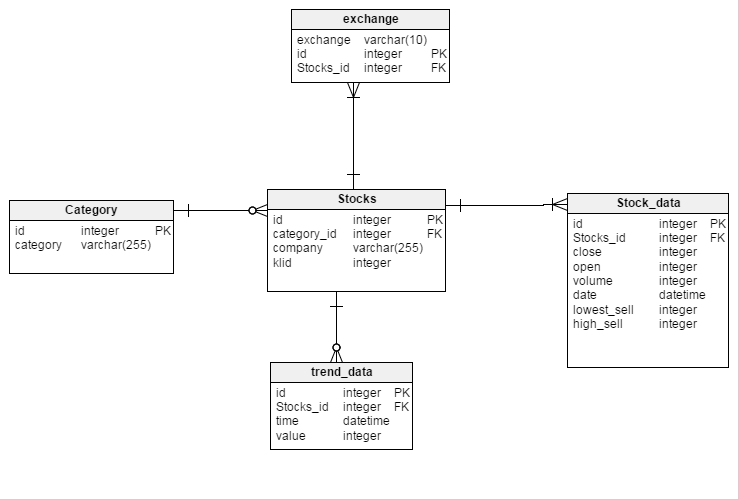 exchange
exchange varchar(10)
id integer PK
Stocks_id integer FK
Category
id integer PK
category varchar(255)
Stocks
id integer PK
category_id integer FK
company varchar(255)
klid integer
Stock_data
id integer PK
Stocks_id integer FK
close integer
open integer
volume integer
date datetime
lowest_sell integer
high_sell integer
trend_data
id integer PK
Stocks_id integer FK
time datetime
value integer